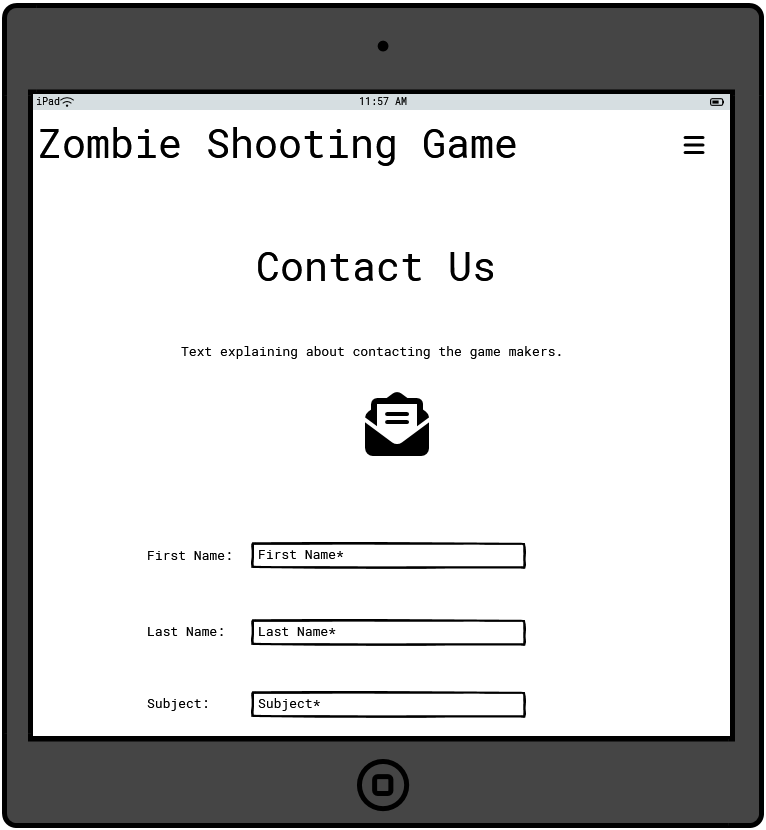 iPad
11:57 AM
Zombie Shooting Game
Contact Us
Text explaining about contacting the game makers.
First Name:
First Name*
Last Name:
Last Name*
Subject:
Subject*